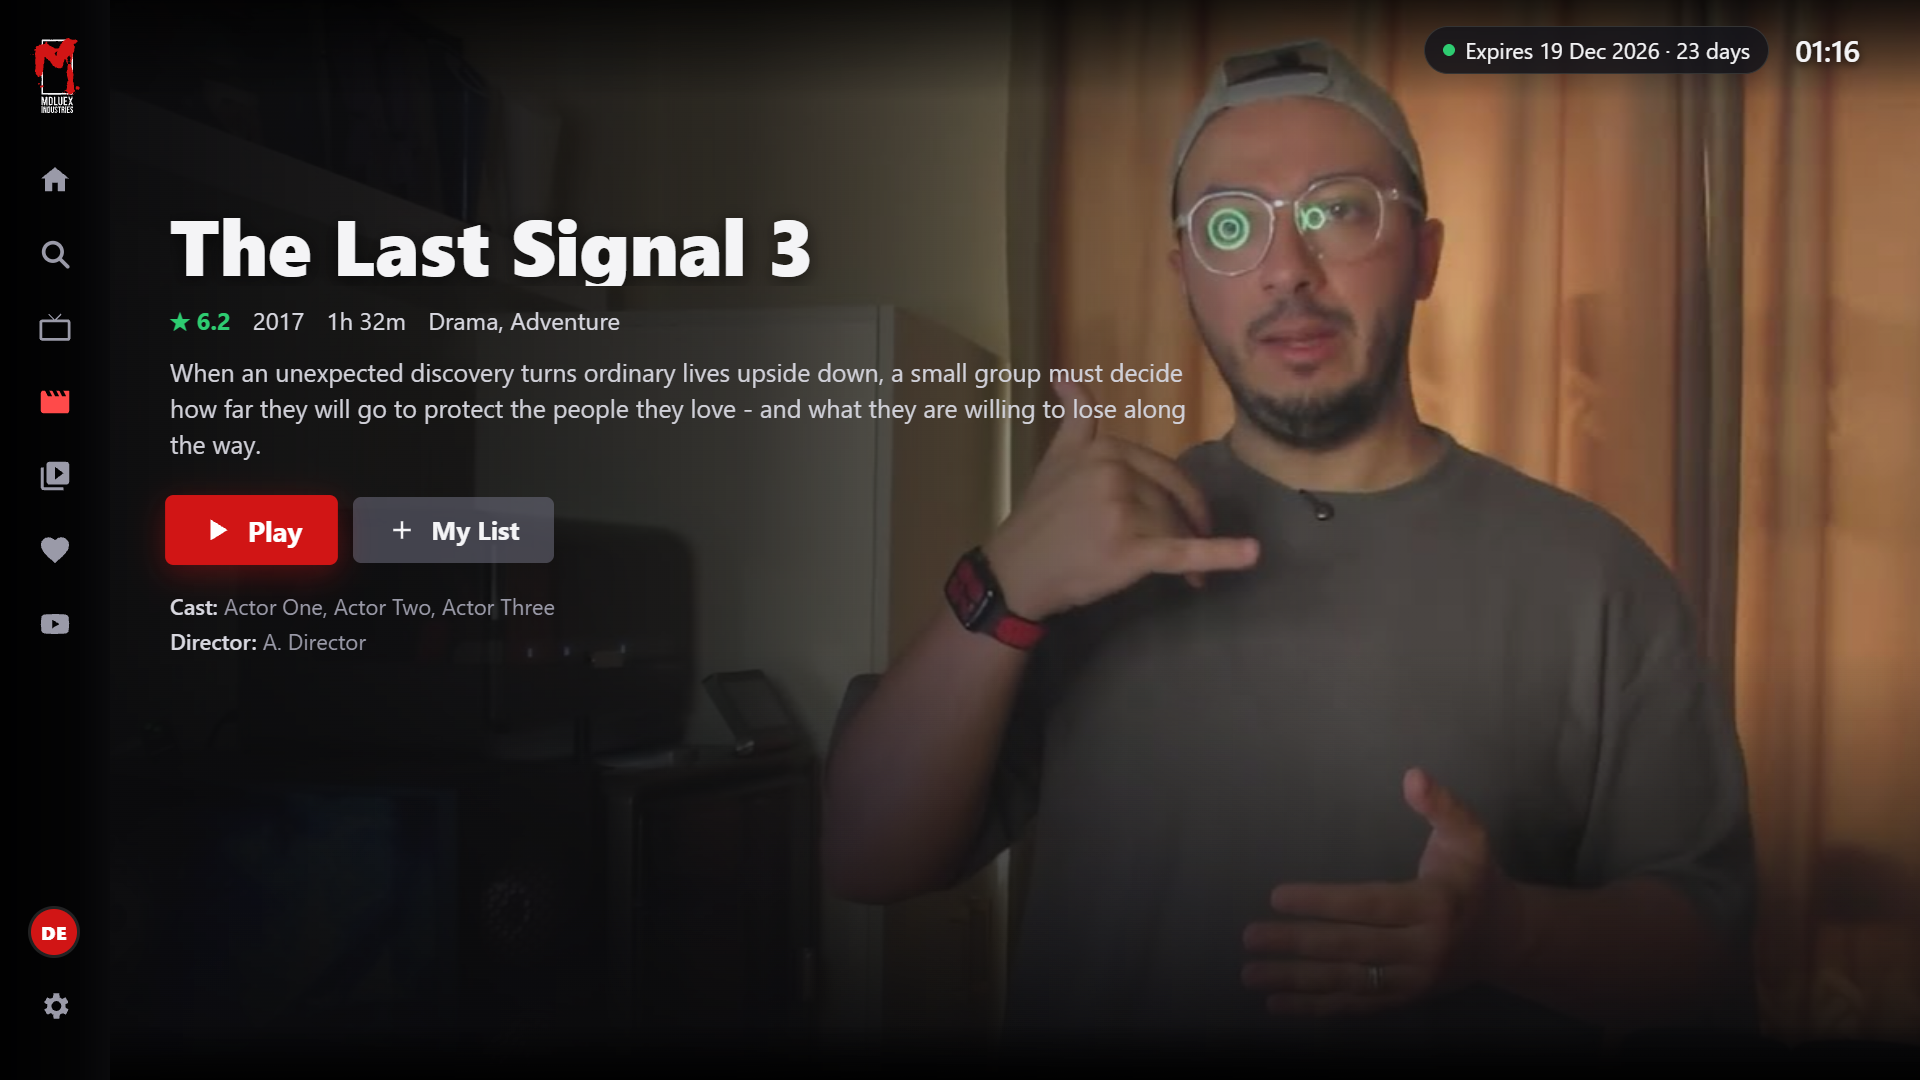 MOLUEX
INDUSTRIES
Expires 19 Dec 2026 · 23 days
01:16
The Last Signal 3
★ 6.2 2017 1h 32m Drama, Adventure
When an unexpected discovery turns ordinary lives upside down, a small group must decide
how far they will go to protect the people they love - and what they are willing to lose along
the way.
Play
+ My List
Cast: Actor One, Actor Two, Actor Three
Director: A. Director
DE